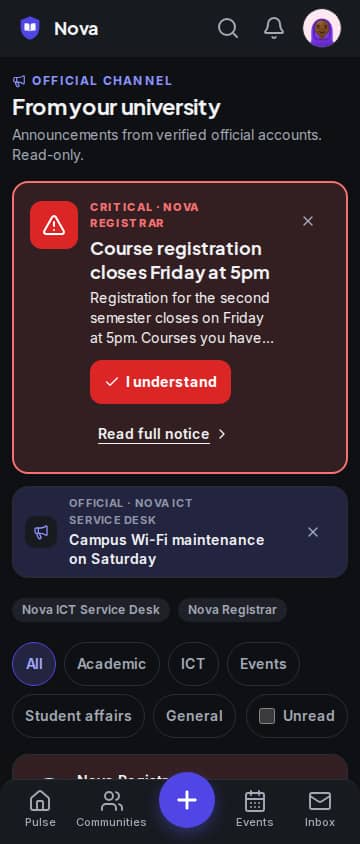 Nova
OFFICIAL CHANNEL
From your university
Announcements from verified official accounts.
Read-only.
CRITICAL · NOVA
REGISTRAR
Course registration
closes Friday at 5pm
Registration for the second
semester closes on Friday
at 5pm. Courses you have...
I understand
Read full notice
OFFICIAL · NOVA ICT
SERVICE DESK
Campus Wi-Fi maintenance
on Saturday
Nova ICT Service Desk Nova Registrar
All Academic ICT Events
Student affairs General Unread
Nova Registrar
Pulse Communities Events Inbox